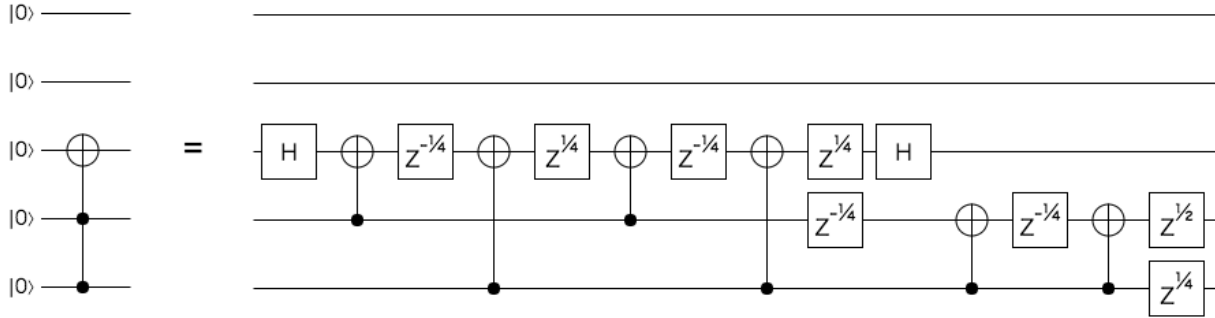 |0⟩
|0⟩
|0⟩ = H Z^-¼ Z^¼ Z^-¼ Z^¼ H
|0⟩ Z^-¼ Z^-¼ Z^½
|0⟩ Z^¼